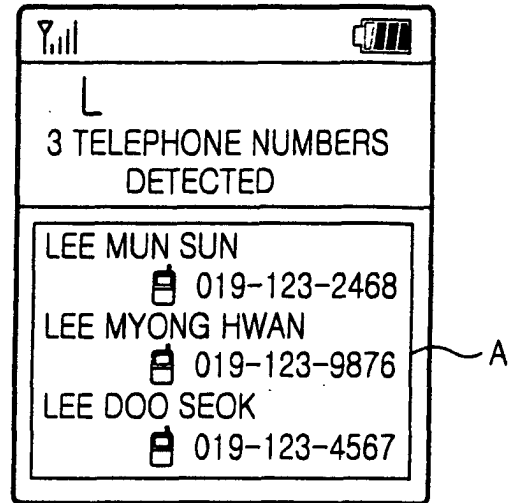 L
3 TELEPHONE NUMBERS
DETECTED
LEE MUN SUN
019-123-2468
LEE MYONG HWAN
019-123-9876
A
LEE DOO SEOK
019-123-4567